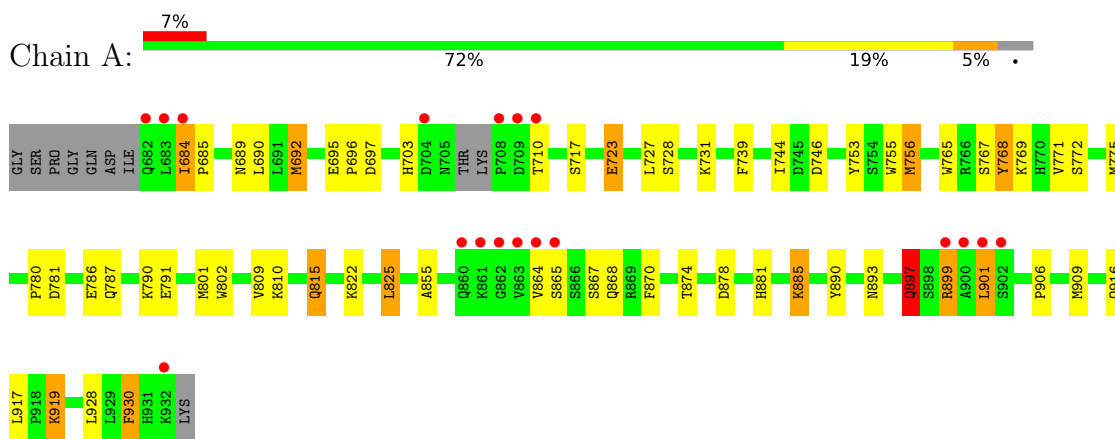 7%
Chain A:
72% 19% 5% •
GLY SER PRO GLY GLN ASP ILE Q682 L683 I684 P685 N689 L690 L691 M692 E695 P696 D697 H703 D704 N705 THR LYS P708 D709 T710 S717 E723 L727 S728 K731 F739 I744 D745 D746 Y753 S754 W755 M756 W765 R766 S767 Y768 K769 H770 V771 S772
P780 D781 E786 Q787 K790 E791 M801 W802 V809 K810 Q815 K822 L825 A855 Q860 K861 G862 V863 V864 S865 S866 S867 Q868 R869 F870 T874 D878 H881 K885 Y890 N893 Q897 S898 R899 A900 L901 S902 P906 M909
L917 P918 K919 L928 L929 F930 H931 K932 LYS